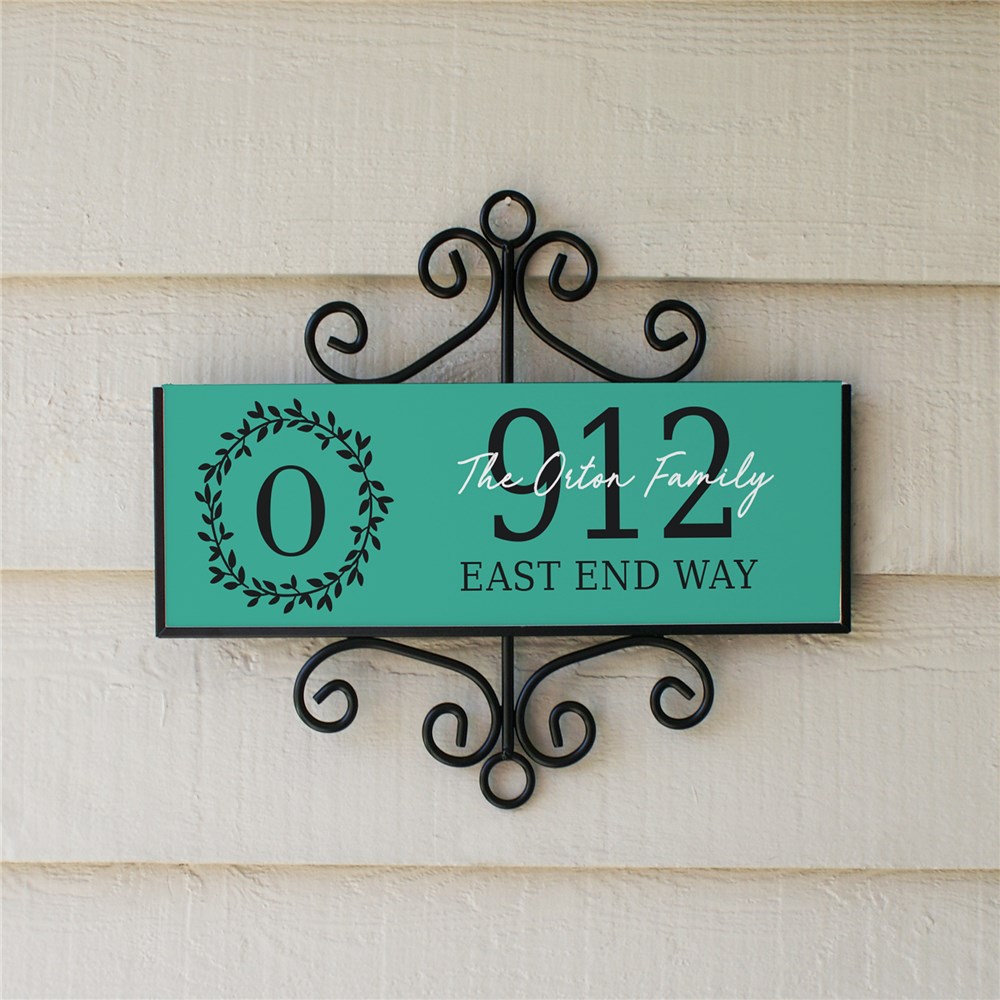 O
912
The Orton Family
EAST END WAY